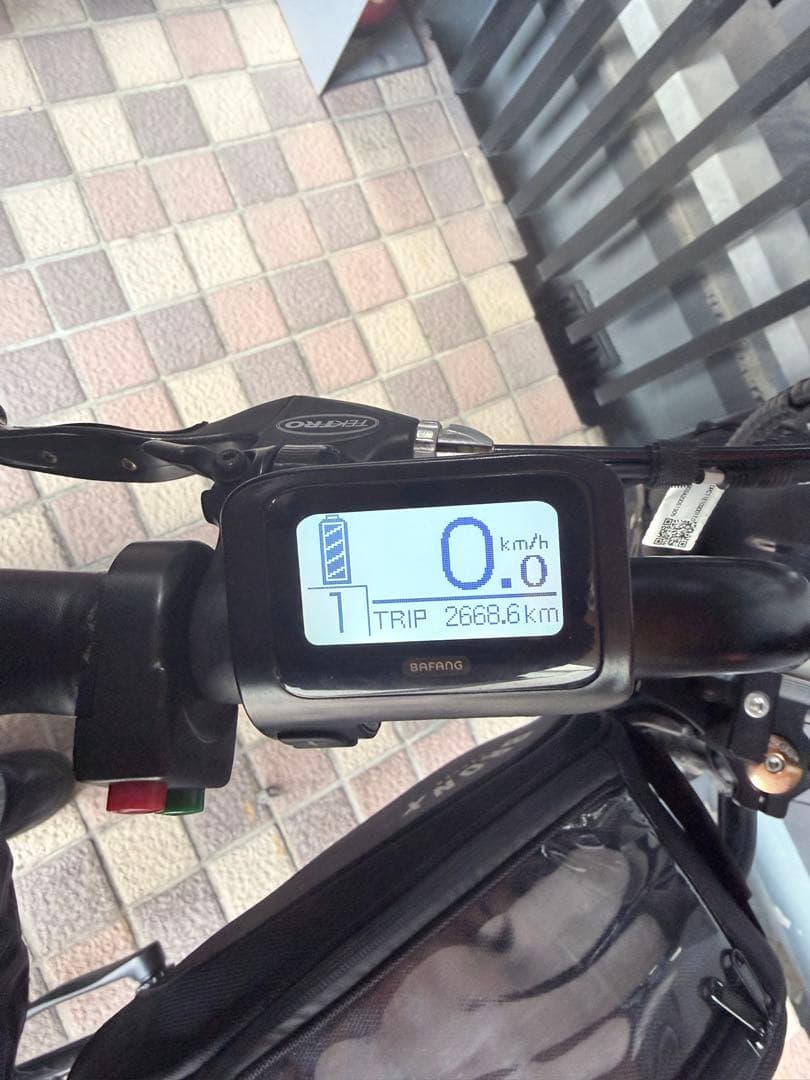 TEKTRO
0.0 km/h
1
TRIP 2668.6km
BAFANG